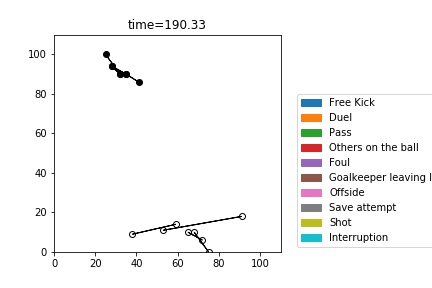 time=190.33
100
80
60
40
20
0
0 20 40 60 80 100
Free Kick
Duel
Pass
Others on the ball
Foul
Goalkeeper leaving l
Offside
Save attempt
Shot
Interruption